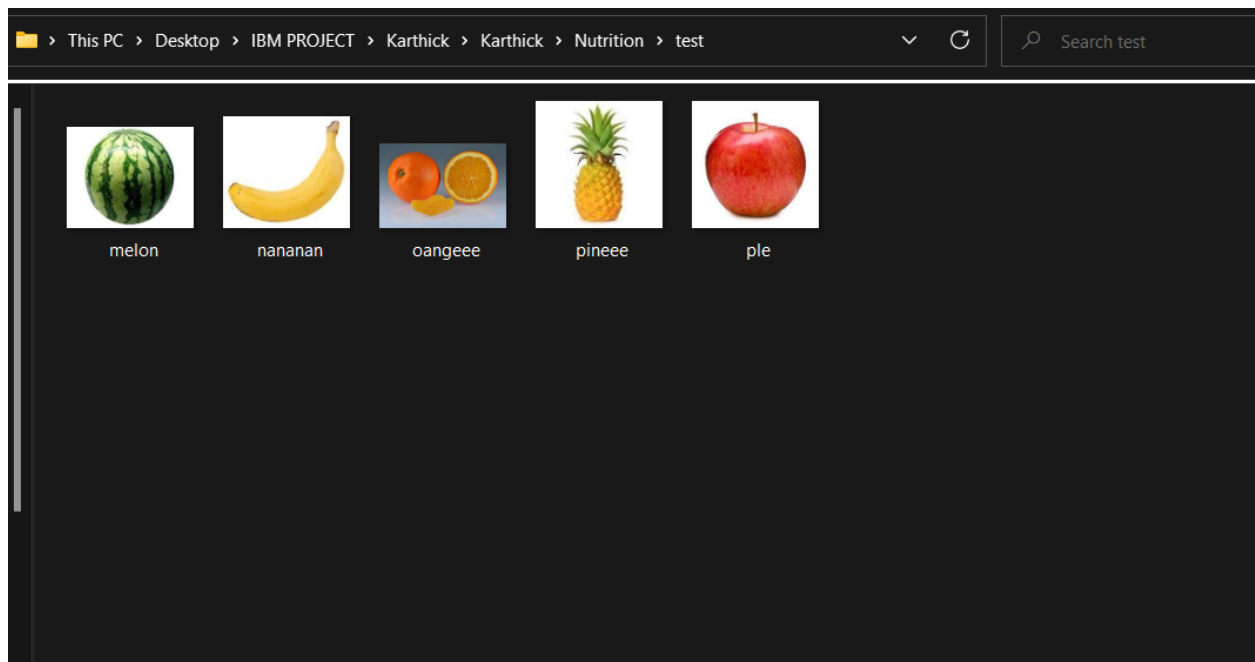 This PC > Desktop > IBM PROJECT > Karthick > Karthick > Nutrition > test
Search test
melon nananan oangeee pineee ple